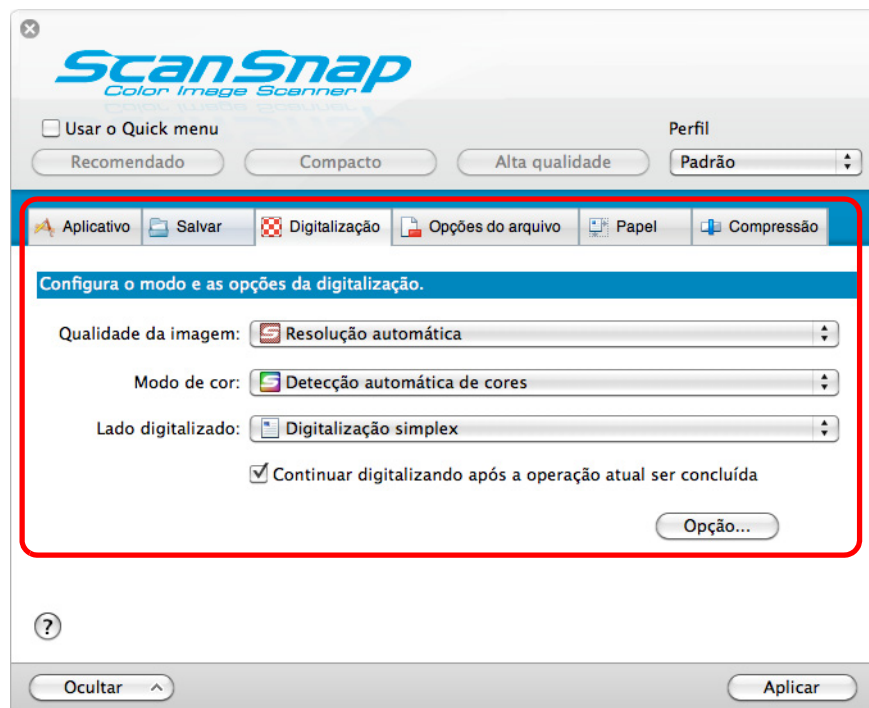 ScanSnap
Color Image Scanner
Usar o Quick menu
Perfil
Recomendado Compacto Alta qualidade Padrão
Aplicativo Salvar Digitalização Opções do arquivo Papel Compressão
Configura o modo e as opções da digitalização.
Qualidade da imagem: Resolução automática
Modo de cor: Detecção automática de cores
Lado digitalizado: Digitalização simplex
Continuar digitalizando após a operação atual ser concluída
Opção...
?
Ocultar Aplicar